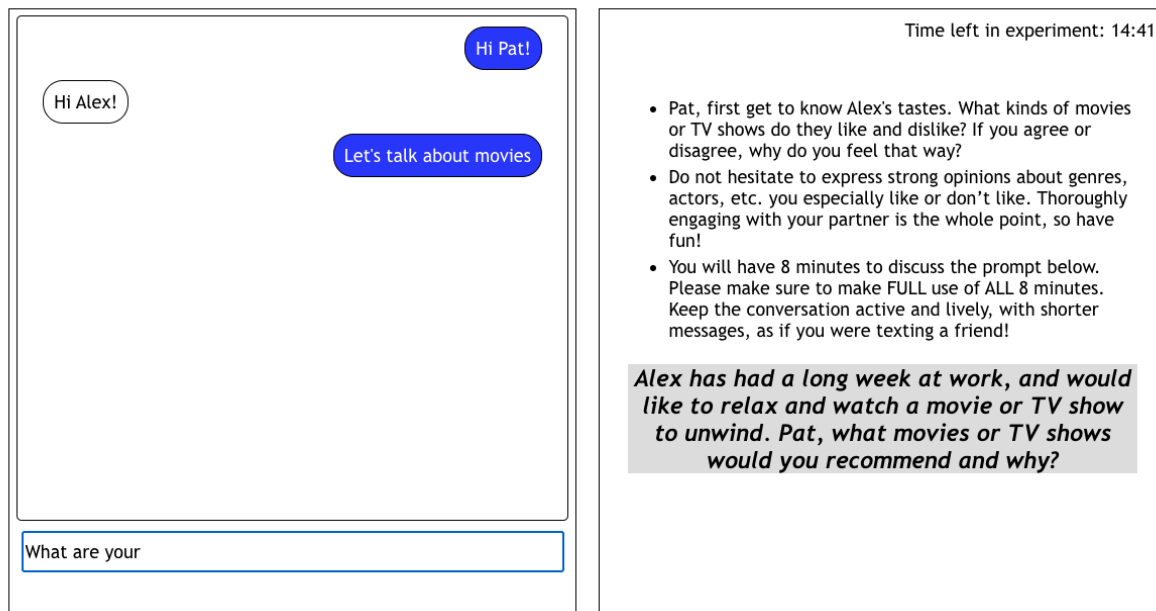 Hi Pat!
Hi Alex!
Let's talk about movies
What are your
Time left in experiment: 14:41
• Pat, first get to know Alex's tastes. What kinds of movies
or TV shows do they like and dislike? If you agree or
disagree, why do you feel that way?
• Do not hesitate to express strong opinions about genres,
actors, etc. you especially like or don’t like. Thoroughly
engaging with your partner is the whole point, so have
fun!
• You will have 8 minutes to discuss the prompt below.
Please make sure to make FULL use of ALL 8 minutes.
Keep the conversation active and lively, with shorter
messages, as if you were texting a friend!
Alex has had a long week at work, and would
like to relax and watch a movie or TV show
to unwind. Pat, what movies or TV shows
would you recommend and why?